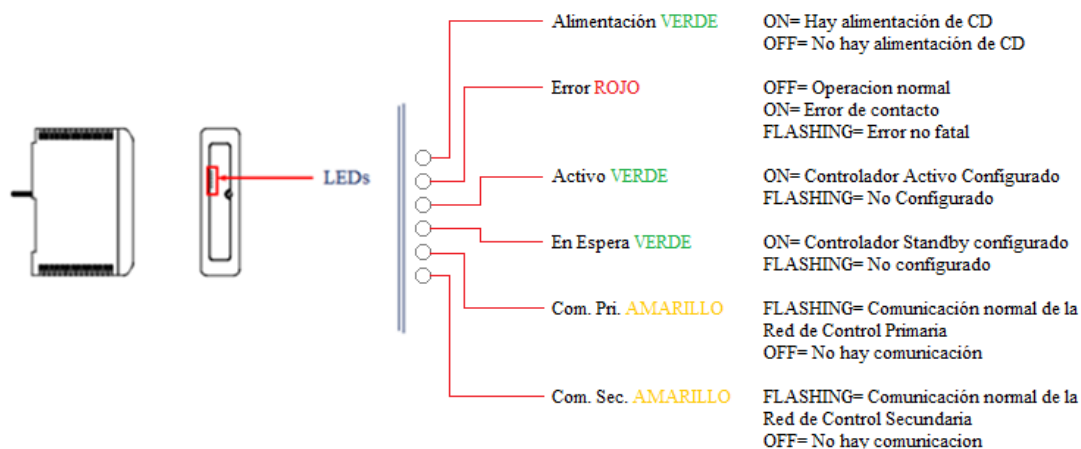 Alimentación VERDE
ON= Hay alimentación de CD
OFF= No hay alimentación de CD
Error ROJO
OFF= Operacion normal
ON= Error de contacto
FLASHING= Error no fatal
LEDs
Activo VERDE
ON= Controlador Activo Configurado
FLASHING= No Configurado
En Espera VERDE
ON= Controlador Standby configurado
FLASHING= No configurado
Com. Pri. AMARILLO
FLASHING= Comunicación normal de la
Red de Control Primaria
OFF= No hay comunicación
Com. Sec. AMARILLO
FLASHING= Comunicación normal de la
Red de Control Secundaria
OFF= No hay comunicacion